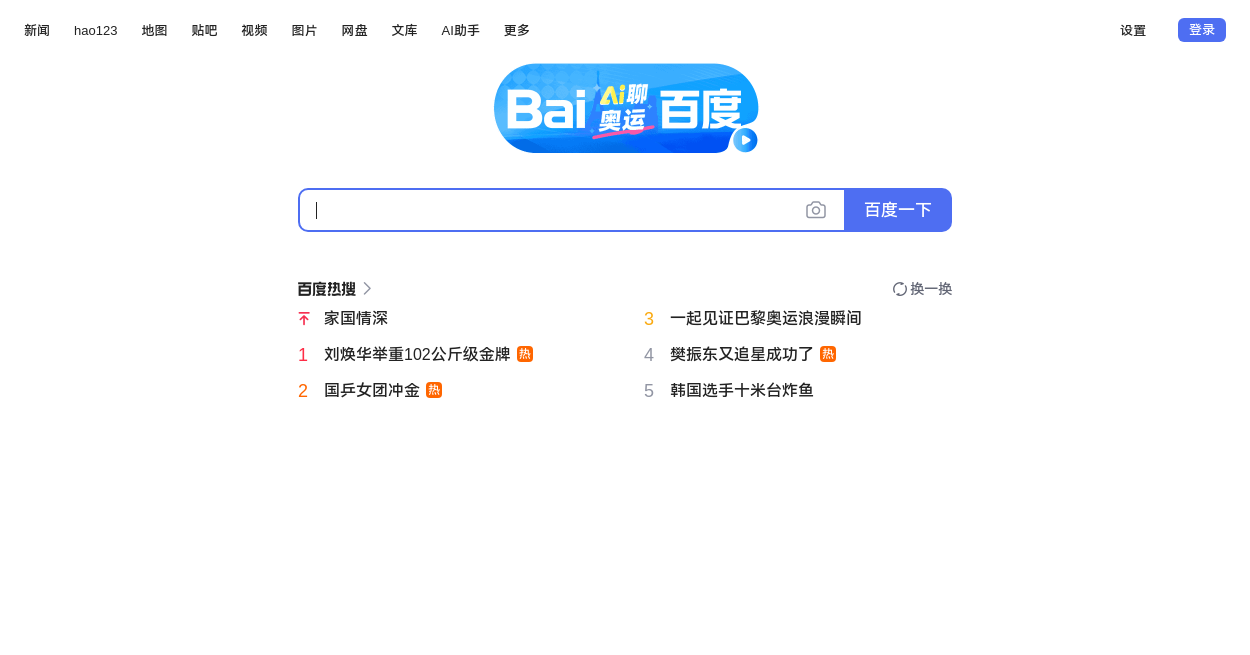 新闻 hao123 地图 贴吧 视频 图片 网盘 文库 AI助手 更多 设置 登录
Bai Ai聊奥运 百度
百度一下
百度热搜 换一换
家国情深
1 刘焕华举重102公斤级金牌 热
2 国乒女团冲金 热
3 一起见证巴黎奥运浪漫瞬间
4 樊振东又追星成功了 热
5 韩国选手十米台炸鱼